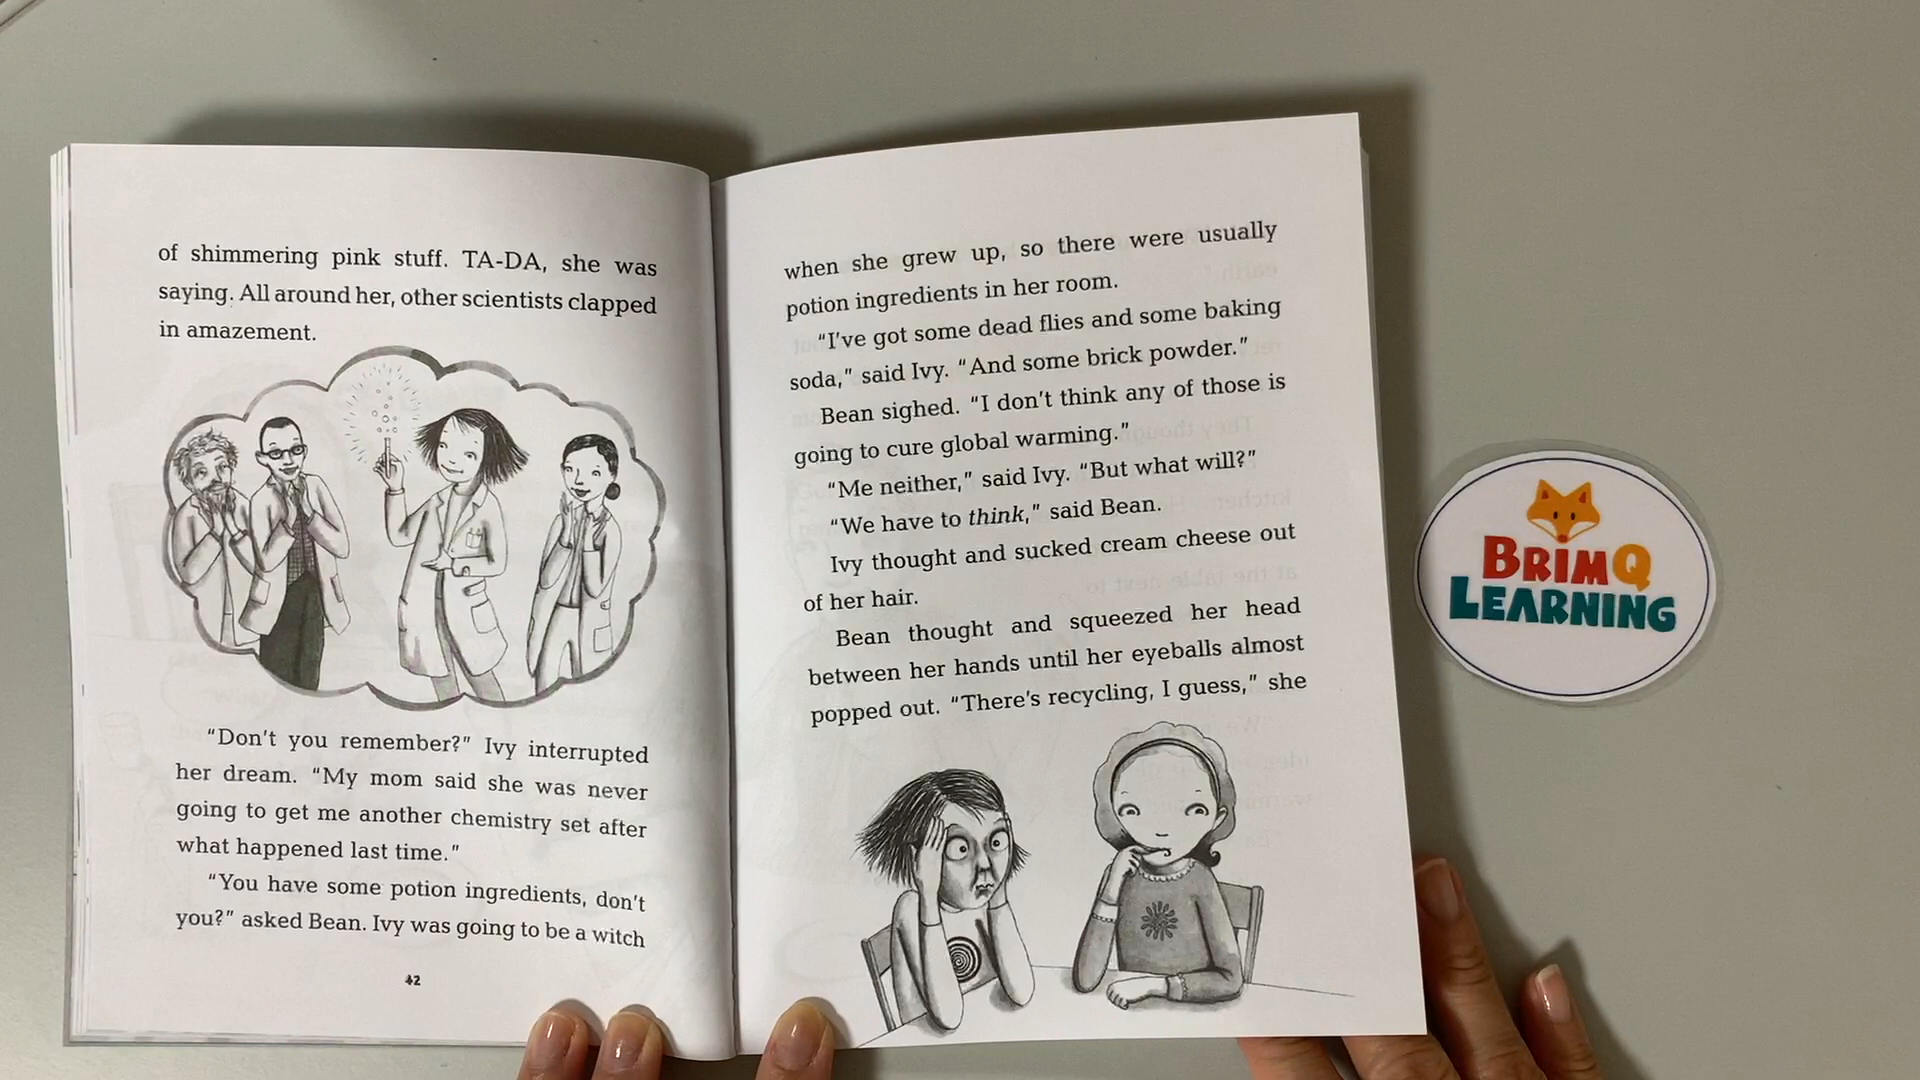 of shimmering pink stuff. TA-DA, she was
saying. All around her, other scientists clapped
in amazement.
“Don't you remember?” Ivy interrupted
her dream. “My mom said she was never
going to get me another chemistry set after
what happened last time.”
“You have some potion ingredients, don't
you?” asked Bean. Ivy was going to be a witch
42
when she grew up, so there were usually
potion ingredients in her room.
“I've got some dead flies and some baking
soda,” said Ivy. “And some brick powder.”
Bean sighed. “I don't think any of those is
going to cure global warming.”
“Me neither,” said Ivy. “But what will?”
“We have to think,” said Bean.
Ivy thought and sucked cream cheese out
of her hair.
Bean thought and squeezed her head
between her hands until her eyeballs almost
popped out. “There's recycling, I guess,” she
BRIMQ
LEARNING